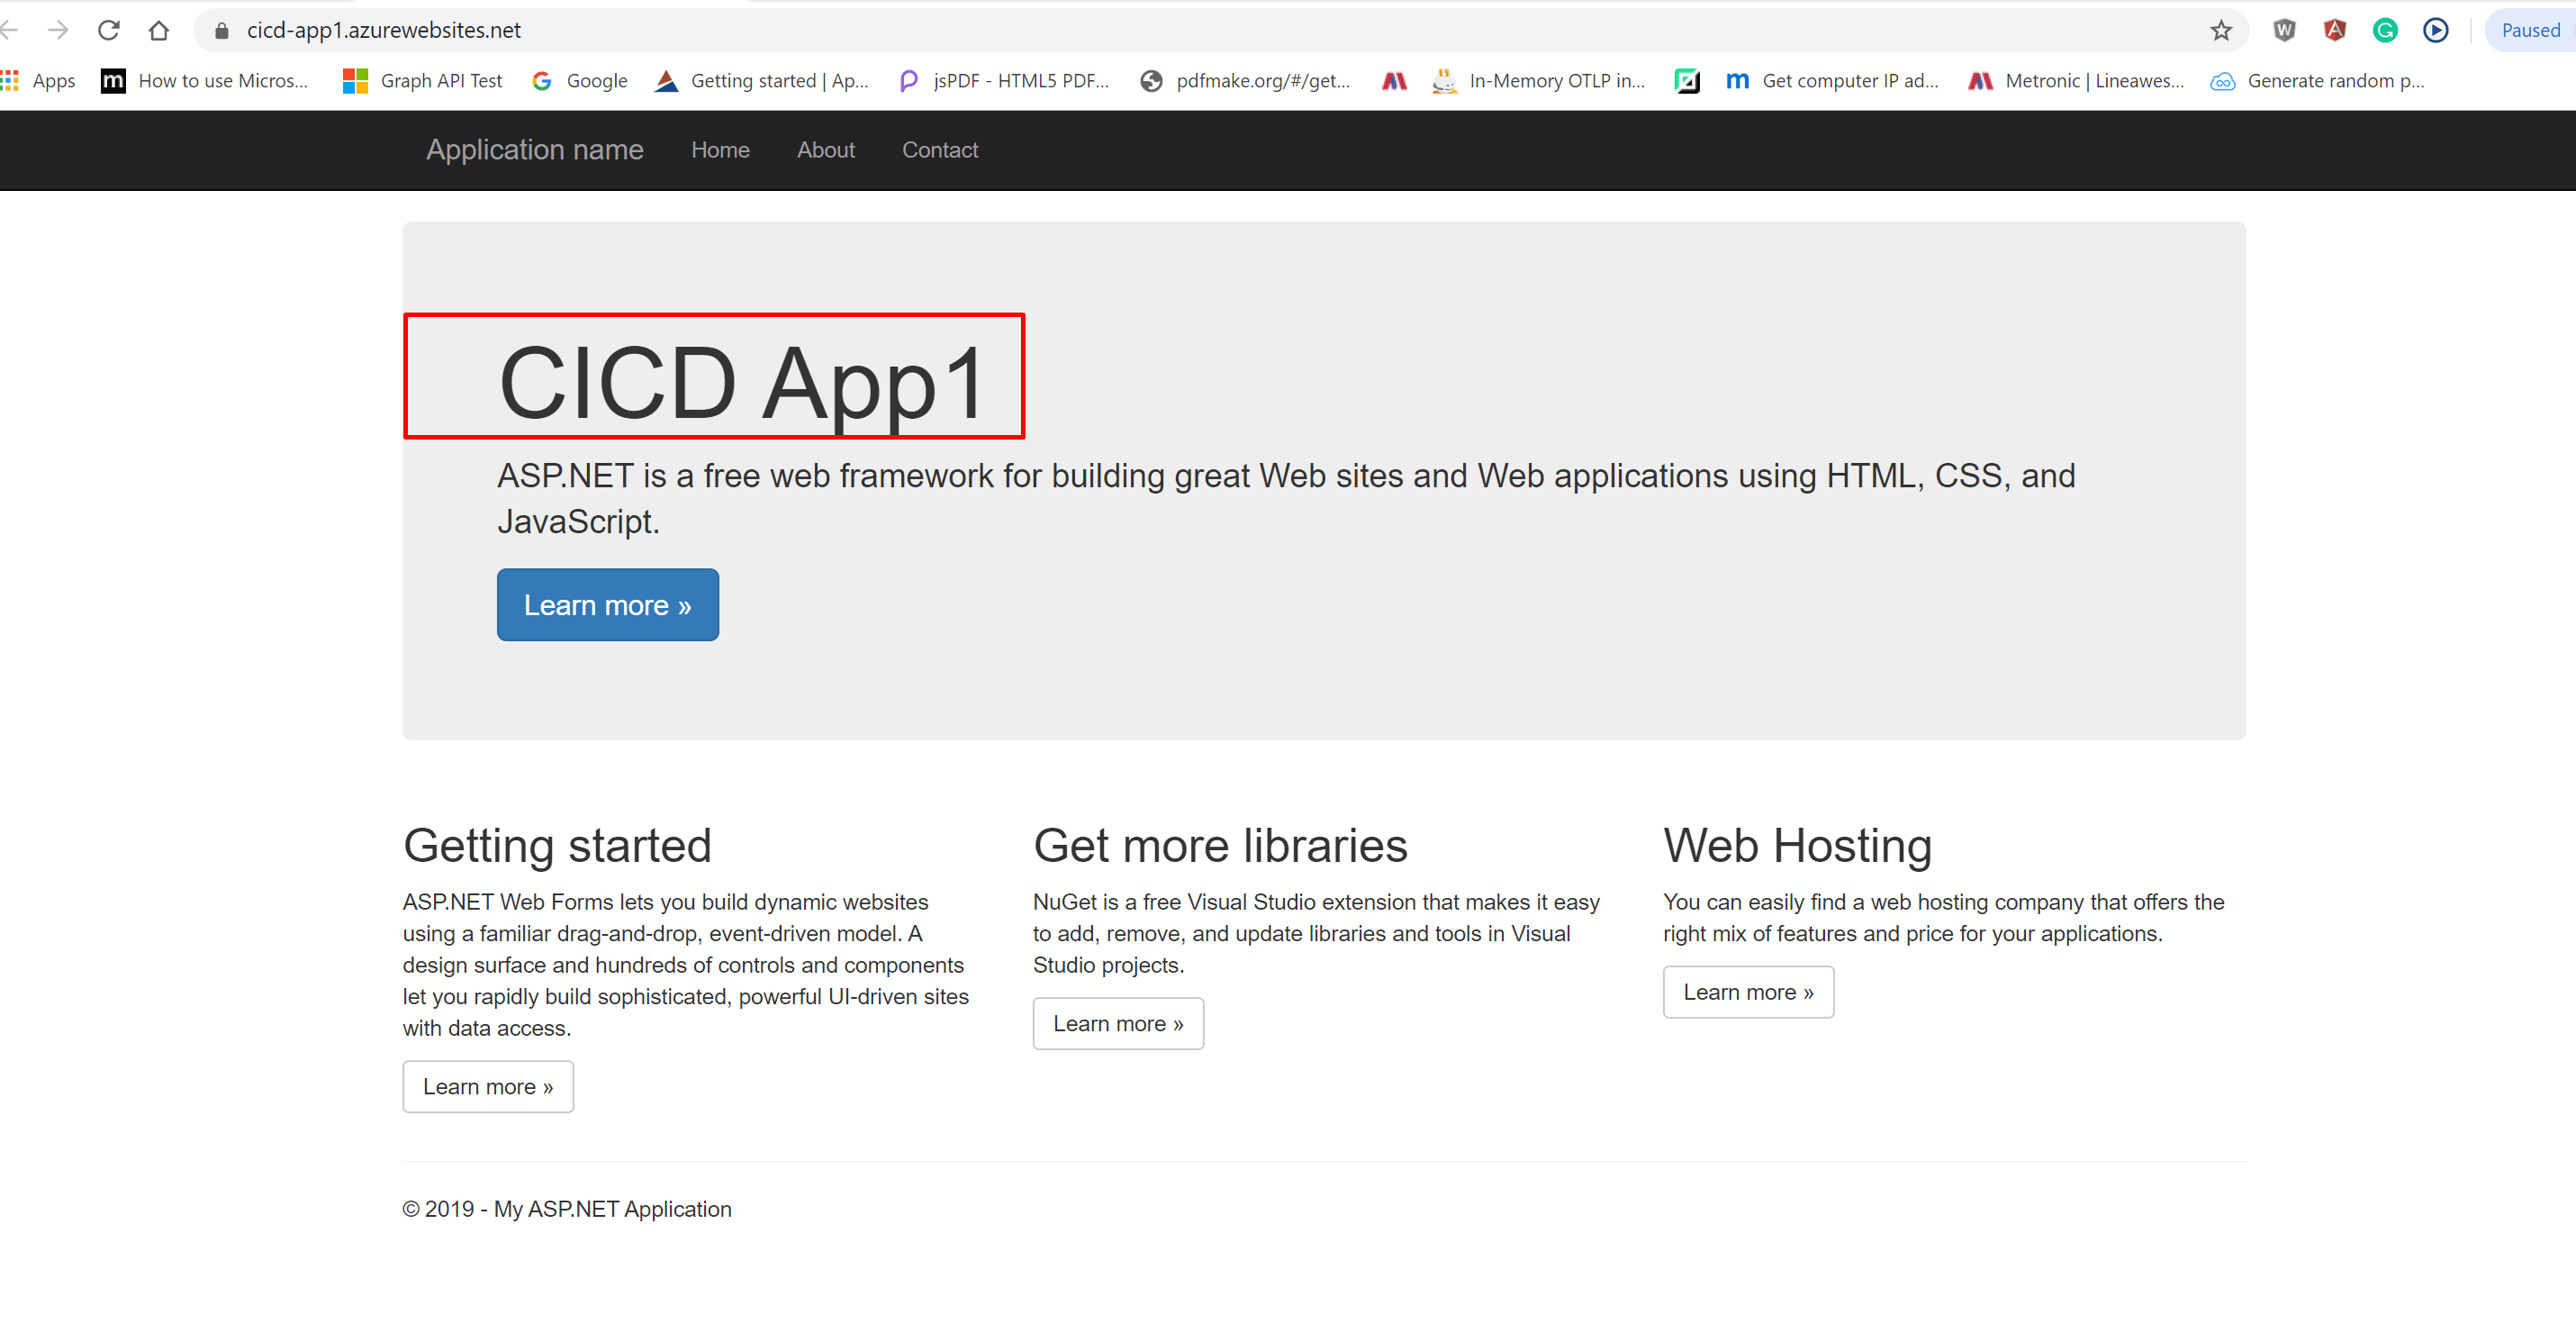 cicd-app1.azurewebsites.net
Paused
Apps How to use Micros... Graph API Test Google Getting started | Ap... jsPDF - HTML5 PDF... pdfmake.org/#/get... In-Memory OTLP in... Get computer IP ad... Metronic | Lineawes... Generate random p...
Application name Home About Contact
CICD App1
ASP.NET is a free web framework for building great Web sites and Web applications using HTML, CSS, and
JavaScript.
Learn more »
Getting started
ASP.NET Web Forms lets you build dynamic websites
using a familiar drag-and-drop, event-driven model. A
design surface and hundreds of controls and components
let you rapidly build sophisticated, powerful UI-driven sites
with data access.
Learn more »
Get more libraries
NuGet is a free Visual Studio extension that makes it easy
to add, remove, and update libraries and tools in Visual
Studio projects.
Learn more »
Web Hosting
You can easily find a web hosting company that offers the
right mix of features and price for your applications.
Learn more »
© 2019 - My ASP.NET Application